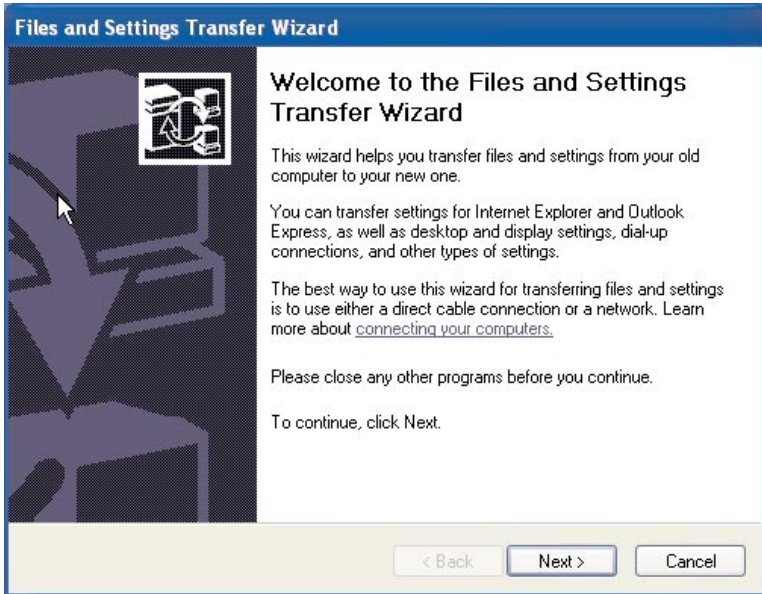 Files and Settings Transfer Wizard
Welcome to the Files and Settings
Transfer Wizard
This wizard helps you transfer files and settings from your old
computer to your new one.
You can transfer settings for Internet Explorer and Outlook
Express, as well as desktop and display settings, dial-up
connections, and other types of settings.
The best way to use this wizard for transferring files and settings
is to use either a direct cable connection or a network. Learn
more about connecting your computers.
Please close any other programs before you continue.
To continue, click Next.
< Back Next > Cancel